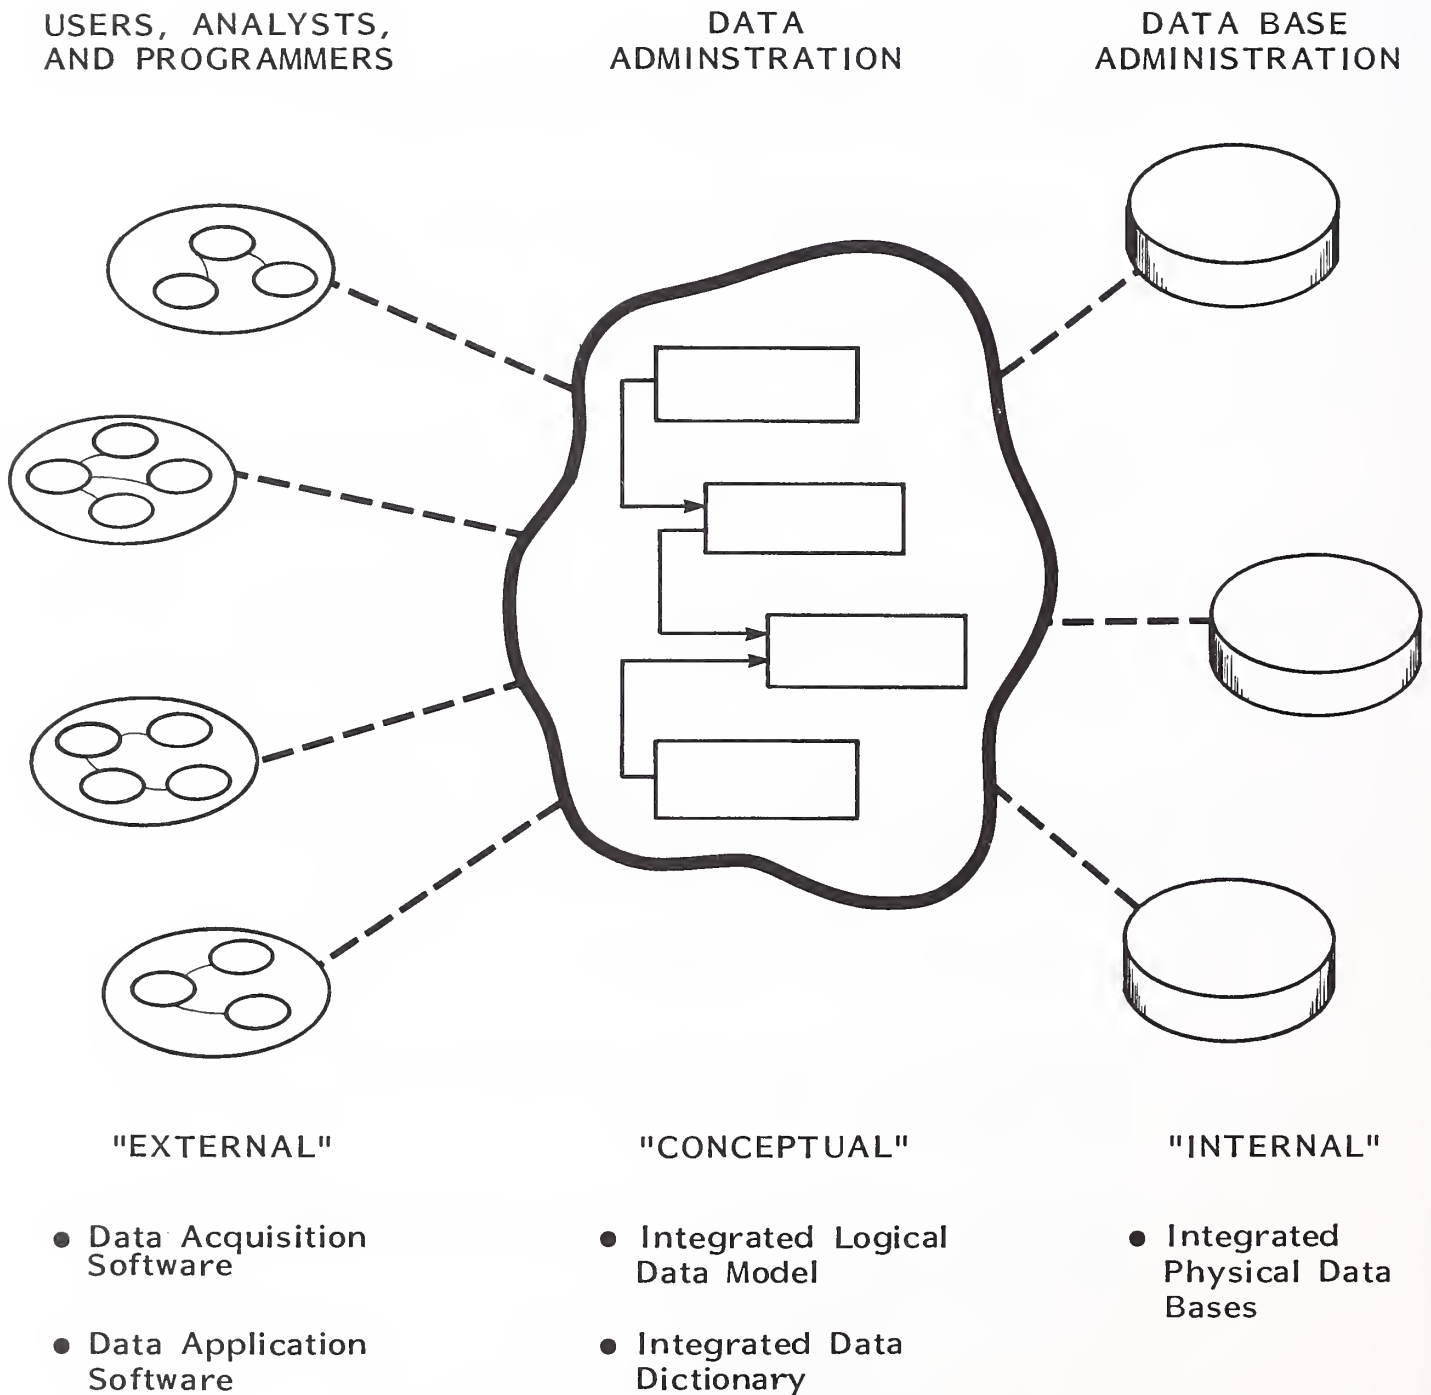 USERS, ANALYSTS,
AND PROGRAMMERS
DATA
ADMINSTRATION
DATA BASE
ADMINISTRATION
"EXTERNAL"
• Data Acquisition
Software
• Data Application
Software
"CONCEPTUAL"
• Integrated Logical
Data Model
• Integrated Data
Dictionary
"INTERNAL"
• Integrated
Physical Data
Bases